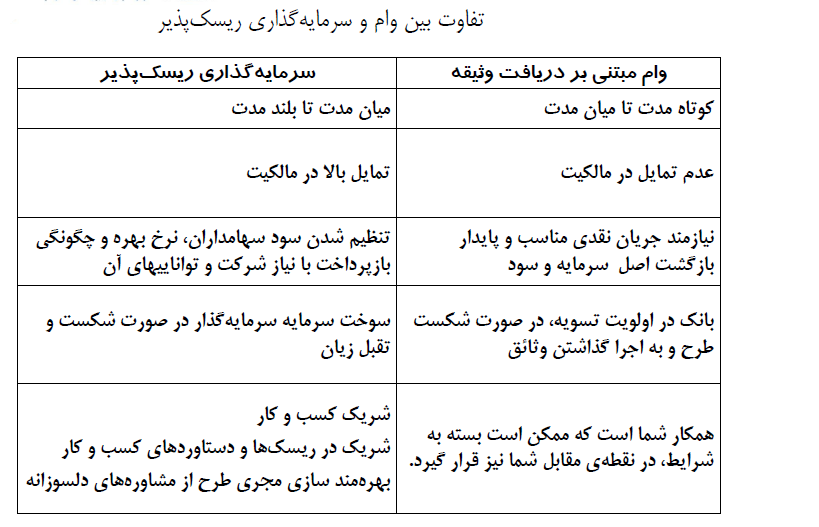 تفاوت بین وام و سرمایه‌گذاری ریسک‌پذیر
وام مبتنی بر دریافت وثیقه
سرمایه‌گذاری ریسک‌پذیر
کوتاه مدت تا میان مدت
میان مدت تا بلند مدت
عدم تمایل در مالکیت
تمایل بالا در مالکیت
نیازمند جریان نقدی مناسب و پایدار
بازگشت اصل سرمایه و سود
تنظیم شدن سود سهامداران، نرخ بهره و چگونگی
بازپرداخت با نیاز شرکت و تواناییهای آن
بانک در اولویت تسویه، در صورت شکست
طرح و به اجرا گذاشتن وثائق
سوخت سرمایه سرمایه‌گذار در صورت شکست و
تقبل زیان
همکار شما است که ممکن است بسته به
شرایط، در نقطه‌ی مقابل شما نیز قرار گیرد.
شریک کسب و کار
شریک در ریسک‌ها و دستاوردهای کسب و کار
بهره‌مند سازی مجری طرح از مشاوره‌های دلسوزانه